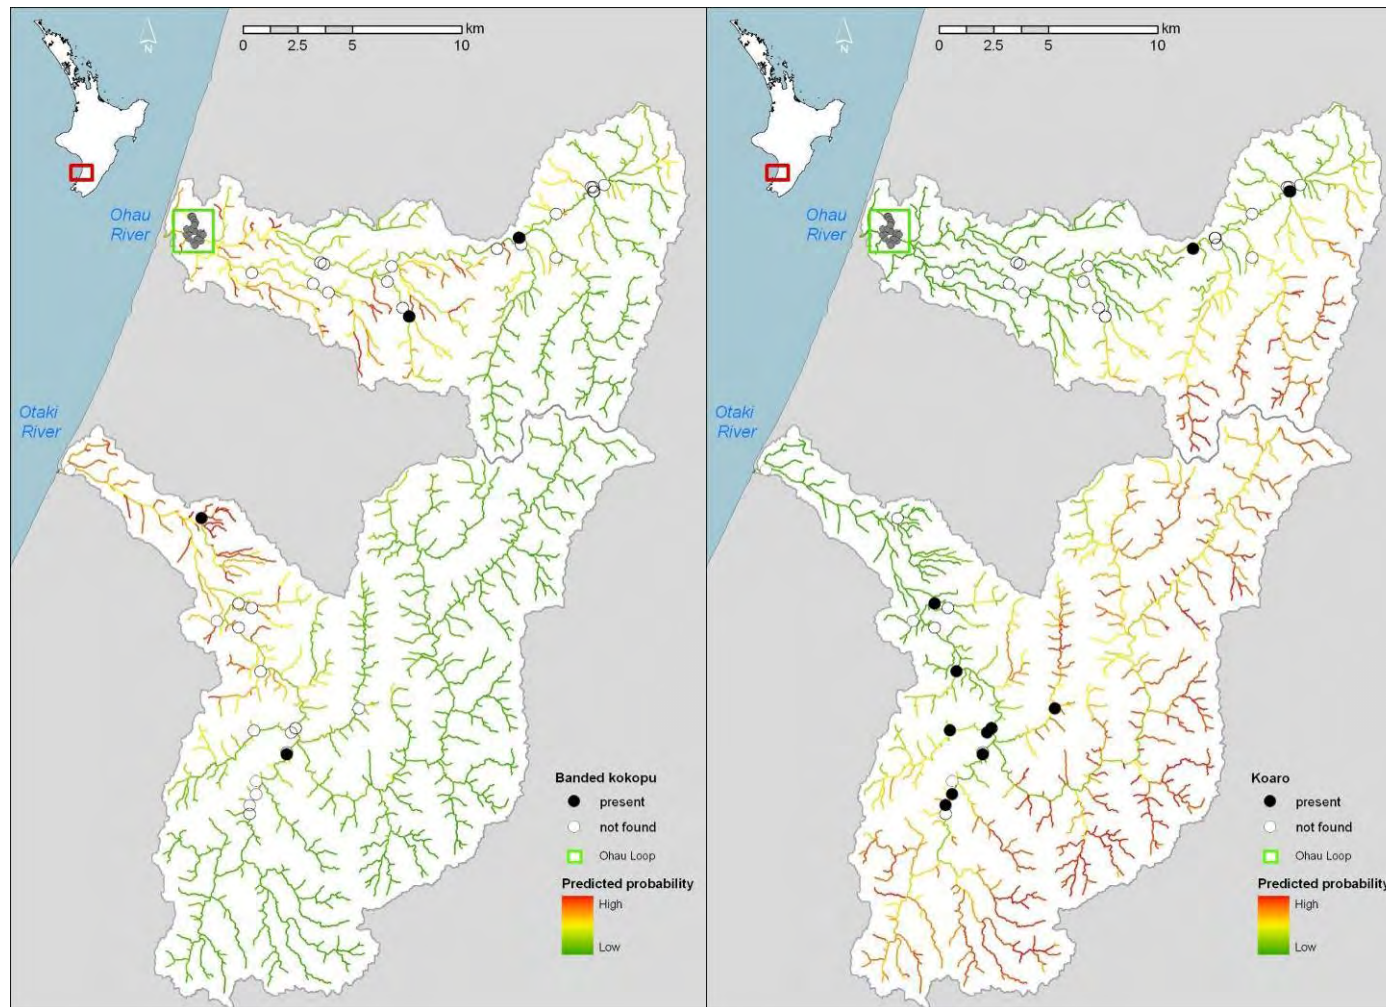 N
0 2.5 5 10 km
Ohau
River
Otaki
River
Banded kokopu
present
not found
Ohau Loop
Predicted probability
High
Low
N
0 2.5 5 10 km
Ohau
River
Otaki
River
Koaro
present
not found
Ohau Loop
Predicted probability
High
Low